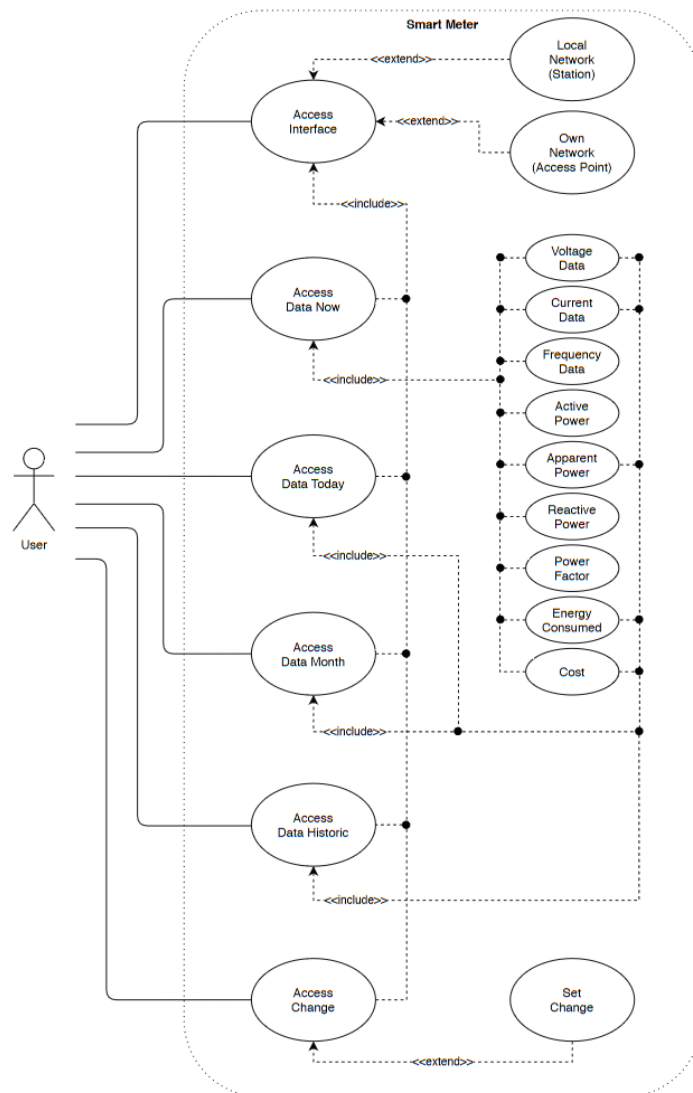 Smart Meter
Local
Network
(Station)
<<extend>>
Access
Interface
<<extend>>
Own
Network
(Access Point)
<<include>>
Voltage
Data
Access
Data Now
Current
Data
Frequency
Data
<<include>>
Active
Power
Apparent
Power
Access
Data Today
Reactive
Power
User
<<include>>
Power
Factor
Energy
Consumed
Access
Data Month
Cost
<<include>>
Access
Data Historic
<<include>>
Access
Change
Set
Change
<<extend>>